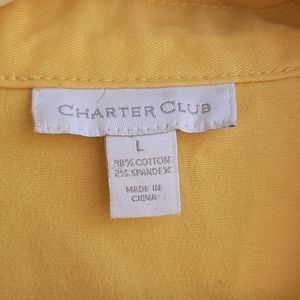 CHARTER CLUB
L
98% COTTON
2% SPANDEX
MADE IN
CHINA